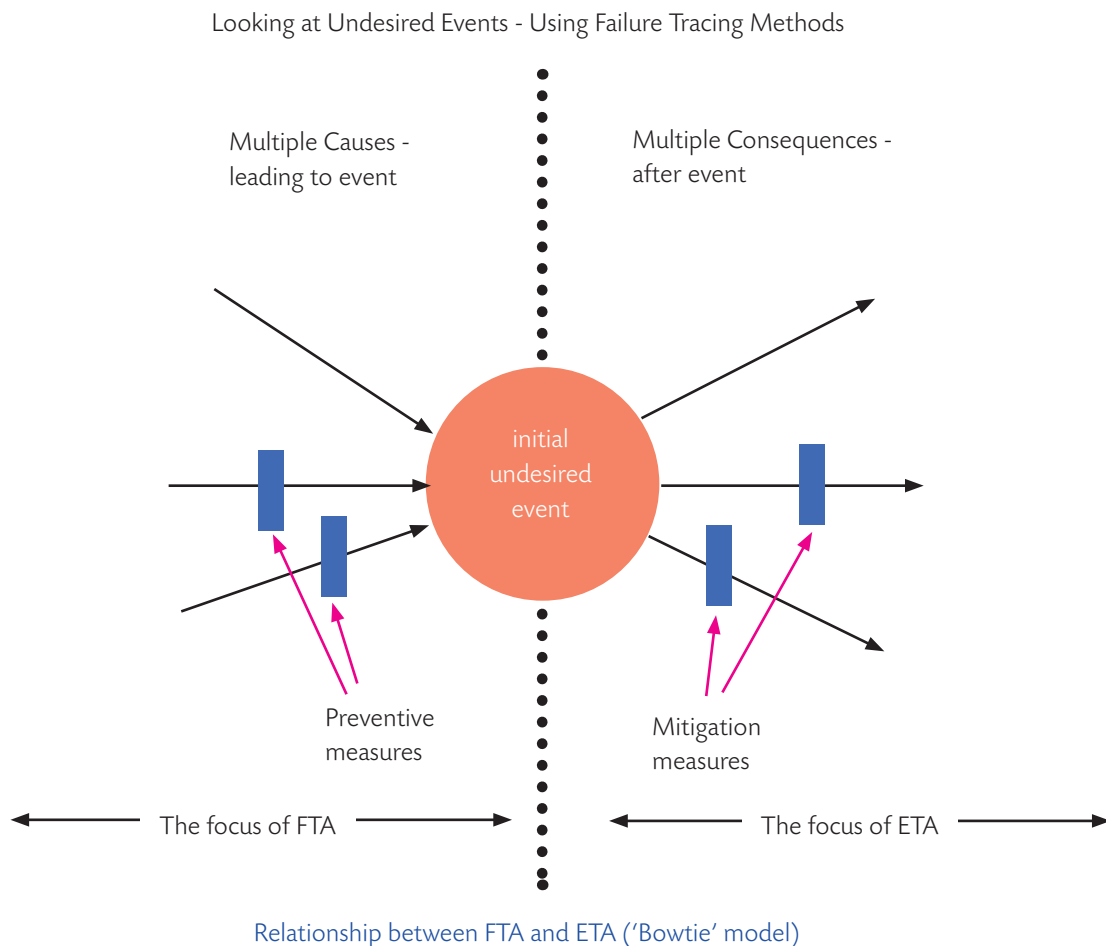 Looking at Undesired Events - Using Failure Tracing Methods
Multiple Causes -
leading to event
Multiple Consequences -
after event
initial
undesired
event
Preventive
measures
Mitigation
measures
The focus of FTA
The focus of ETA
Relationship between FTA and ETA (‘Bowtie’ model)